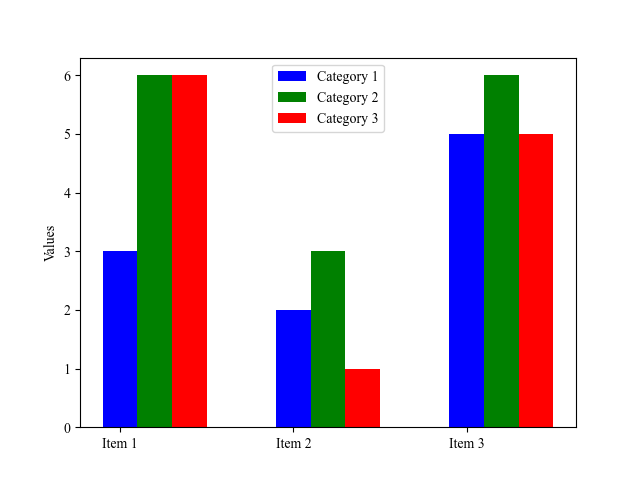 Category 1
Category 2
Category 3
Values
6
5
4
3
2
1
0
Item 1
Item 2
Item 3